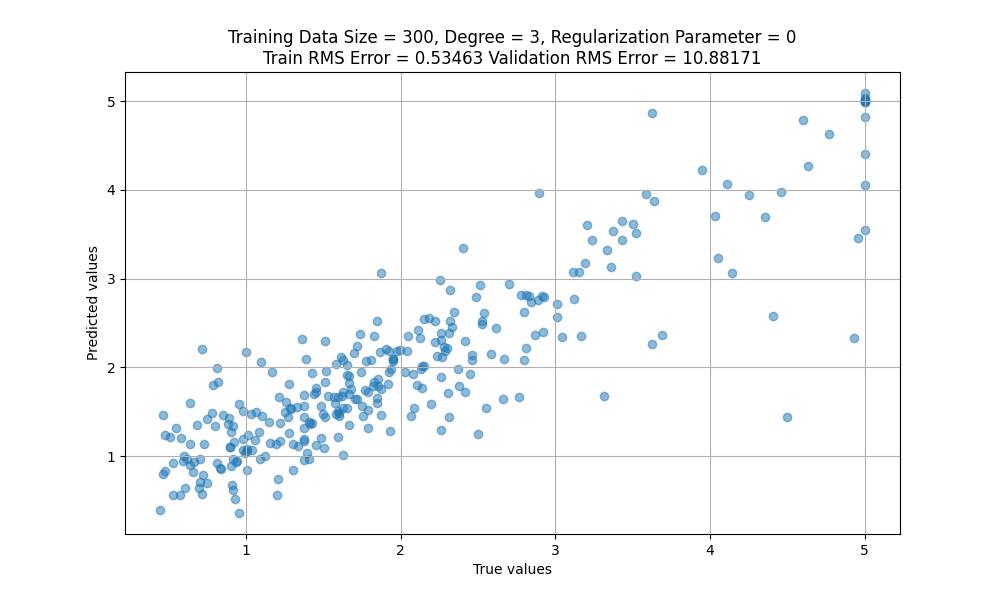 Training Data Size = 300, Degree = 3, Regularization Parameter = 0
Train RMS Error = 0.53463 Validation RMS Error = 10.88171
5
4
3
2
1
Predicted values
1 2 3 4 5
True values